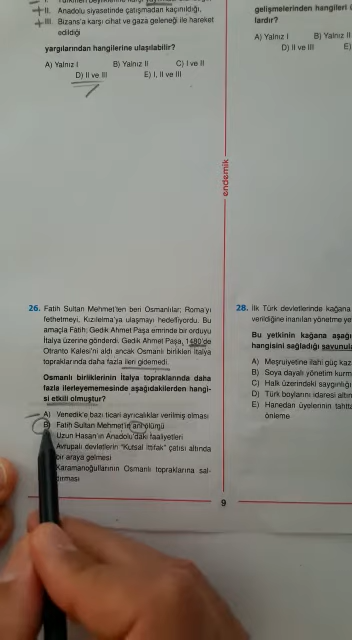 II. Anadolu siyasetinde çatışmadan kaçınıldığı,
III. Bizans'a karşı cihat ve gaza geleneği ile hareket
edildiği
yargılarından hangilerine ulaşılabilir?
A) Yalnız I B) Yalnız II C) I ve II
D) II ve III E) I, II ve III
gelişmelerinden hangileri
lardır?
A) Yalnız I B) Yalnız II
D) II ve III E)
endemik
26. Fatih Sultan Mehmet'ten beri Osmanlılar; Roma'yı
fethetmeyi, Kızılelma'ya ulaşmayı hedefliyordu. Bu
amaçla Fatih; Gedik Ahmet Paşa emrinde bir orduyu
İtalya üzerine gönderdi. Gedik Ahmet Paşa, 1480'de
Otranto Kalesi'ni aldı ancak Osmanlı birlikleri İtalya
topraklarında daha fazla ileri gidemedi.
Osmanlı birliklerinin İtalya topraklarında daha
fazla ilerleyememesinde aşağıdakilerden hangi-
si etkili olmuştur?
A) Venedik'e bazı ticari ayrıcalıklar verilmiş olması
B) Fatih Sultan Mehmet'in ani ölümü
Uzun Hasan'ın Anadolu'daki faaliyetleri
Avrupalı devletlerin "Kutsal İttifak" çatısı altında
bir araya gelmesi
Karamanoğullarının Osmanlı topraklarına sal-
dırması
28. İlk Türk devletlerinde kağana
verildiğine inanılan yönetme
Bu yetkinin kağana
hangisini sağladığı
A) Meşruiyetine ilahi güç
B) Soya dayalı yönetim
C) Halk üzerindeki saygınlığı
D) Türk boylarını idaresi
E) Hanedan üyelerinin
önleme
9